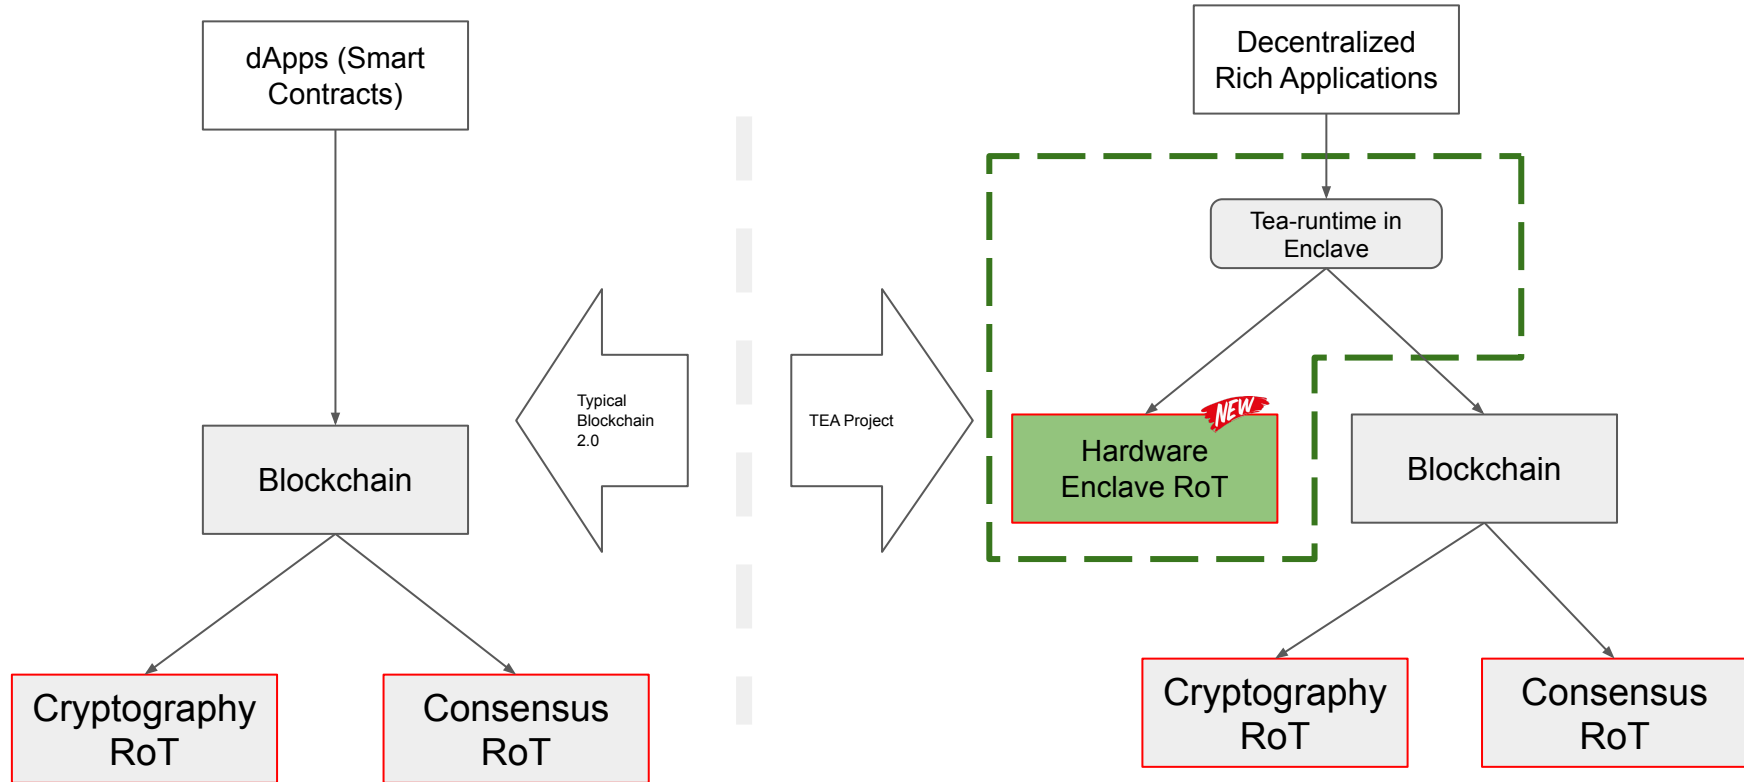 dApps (Smart
Contracts)
Blockchain
Cryptography
RoT
Consensus
RoT
Typical
Blockchain
2.0
TEA Project
Decentralized
Rich Applications
Tea-runtime in
Enclave
NEW
Hardware
Enclave RoT
Blockchain
Cryptography
RoT
Consensus
RoT